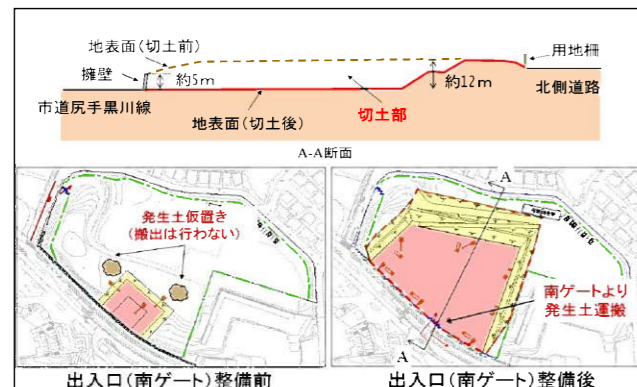 地表面(切土前)
用地柵
擁壁
約5m
約12m
市道尻手黒川線
北側道路
地表面(切土後)
切土部
A-A断面
発生土仮置き
(搬出は行わない)
A
南ゲートより
発生土運搬
A
出入口(南ゲート)整備前
出入口(南ゲート)整備後